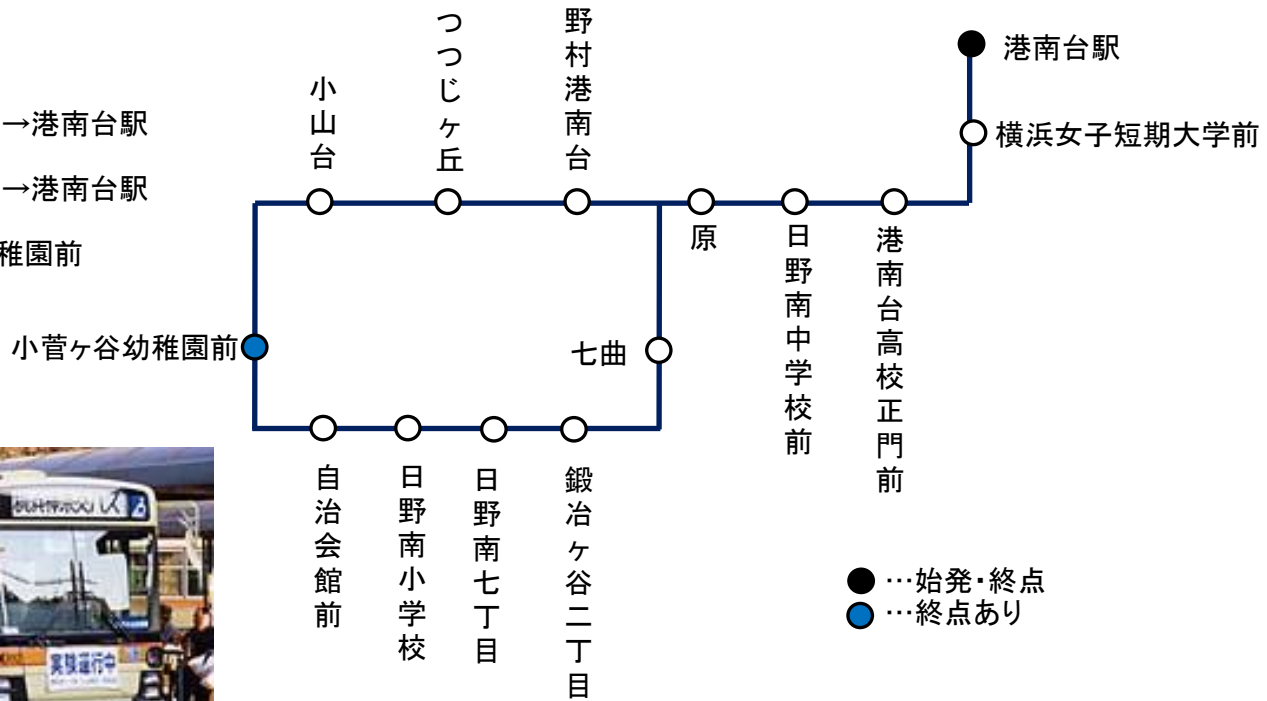 →港南台駅
→港南台駅
稚園前
小山台
つつじヶ丘
野村港南台
港南台駅
横浜女子短期大学前
原
日野南中学校前
港南台高校正門前
小菅ヶ谷幼稚園前
七曲
自治会館前
日野南小学校
日野南七丁目
鍛冶ヶ谷二丁目
●…始発・終点
●…終点あり
実験運行中